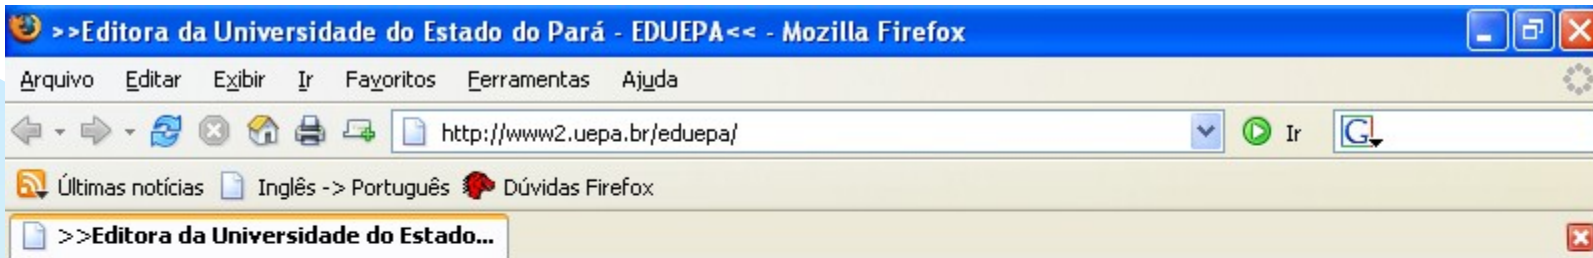 >>Editora da Universidade do Estado do Pará - EDUEPA<< - Mozilla Firefox
Arquivo Editar Exibir Ir Favoritos Ferramentas Ajuda
http://www2.uepa.br/eduepa/ Ir G
Últimas notícias Inglês -> Português Dúvidas Firefox
>>Editora da Universidade do Estado...